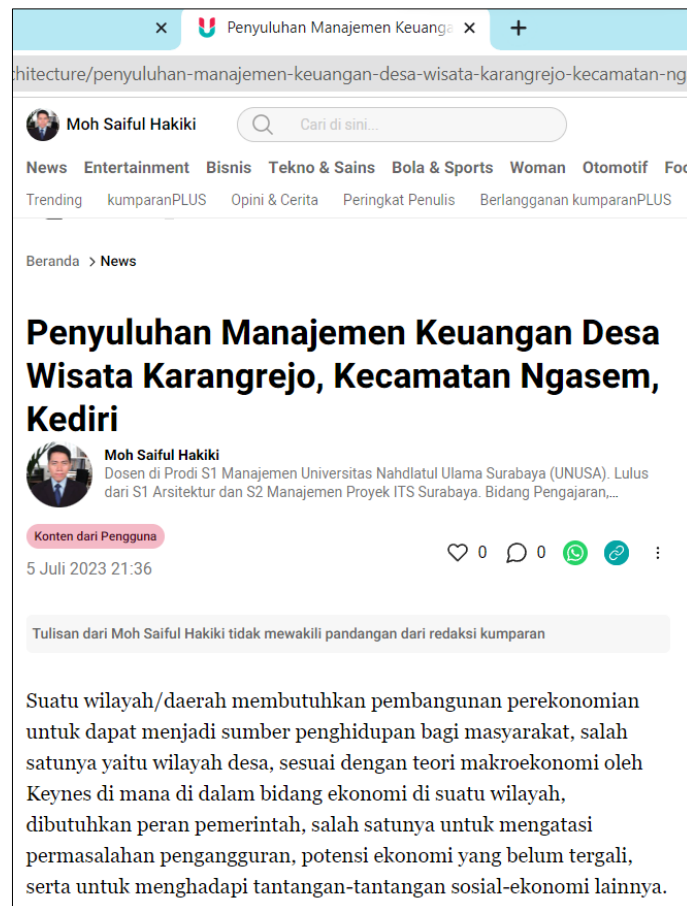 Penyuluhan Manajemen Keuanga
chitecture/penyuluhan-manajemen-keuangan-desa-wisata-karangrejo-kecamatan-ng
Moh Saiful Hakiki
Cari di sini...
News Entertainment Bisnis Tekno & Sains Bola & Sports Woman Otomotif Foo
Trending kumparanPLUS Opini & Cerita Peringkat Penulis Berlangganan kumparanPLUS
Beranda > News
Penyuluhan Manajemen Keuangan Desa
Wisata Karangrejo, Kecamatan Ngasem,
Kediri
Moh Saiful Hakiki
Dosen di Prodi S1 Manajemen Universitas Nahdlatul Ulama Surabaya (UNUSA). Lulus
dari S1 Arsitektur dan S2 Manajemen Proyek ITS Surabaya. Bidang Pengajaran,...
Konten dari Pengguna
0 0
5 Juli 2023 21:36
Tulisan dari Moh Saiful Hakiki tidak mewakili pandangan dari redaksi kumparan
Suatu wilayah/daerah membutuhkan pembangunan perekonomian
untuk dapat menjadi sumber penghidupan bagi masyarakat, salah
satunya yaitu wilayah desa, sesuai dengan teori makroekonomi oleh
Keynes di mana di dalam bidang ekonomi di suatu wilayah,
dibutuhkan peran pemerintah, salah satunya untuk mengatasi
permasalahan pengangguran, potensi ekonomi yang belum tergali,
serta untuk menghadapi tantangan-tantangan sosial-ekonomi lainnya.